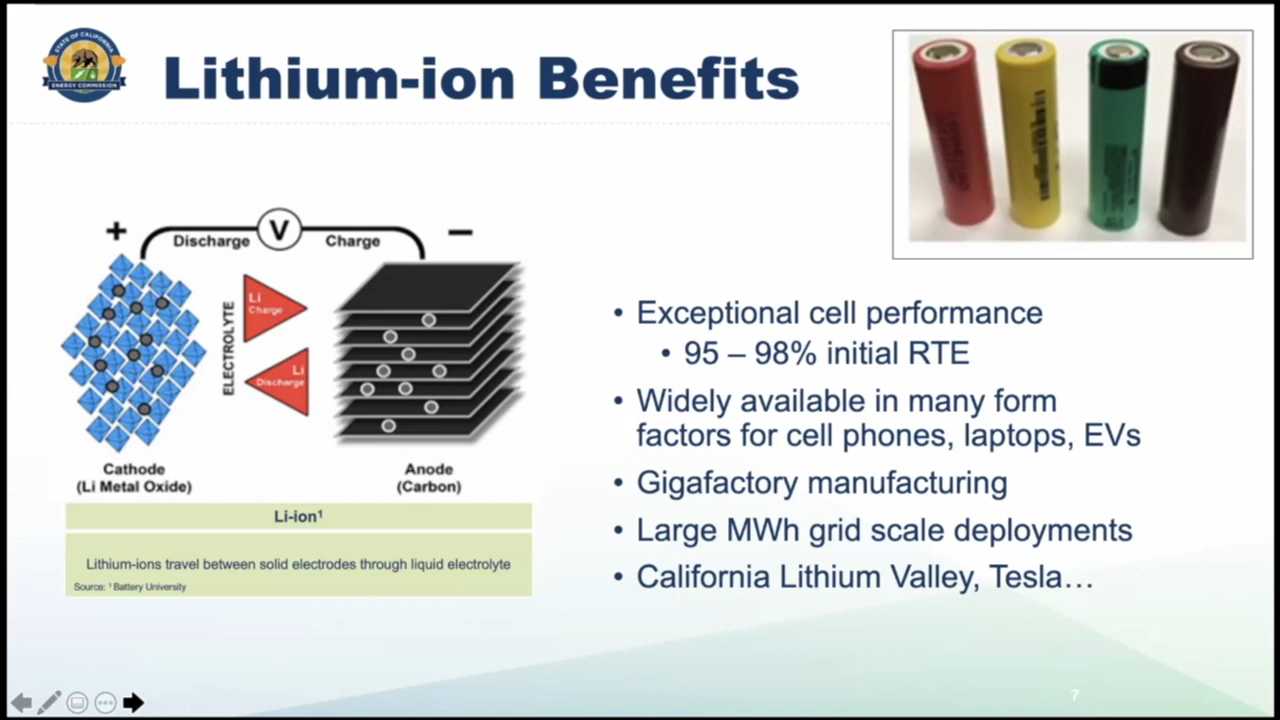 STATE OF CALIFORNIA
ENERGY COMMISSION
Lithium-ion Benefits
+
V
−
Discharge
Charge
ELECTROLYTE
Li
Charge
Li
Discharge
Cathode
(Li Metal Oxide)
Anode
(Carbon)
Li-ion¹
Lithium-ions travel between solid electrodes through liquid electrolyte
Source: ¹ Battery University
• Exceptional cell performance
• 95 – 98% initial RTE
• Widely available in many form
factors for cell phones, laptops, EVs
• Gigafactory manufacturing
• Large MWh grid scale deployments
• California Lithium Valley, Tesla…
7